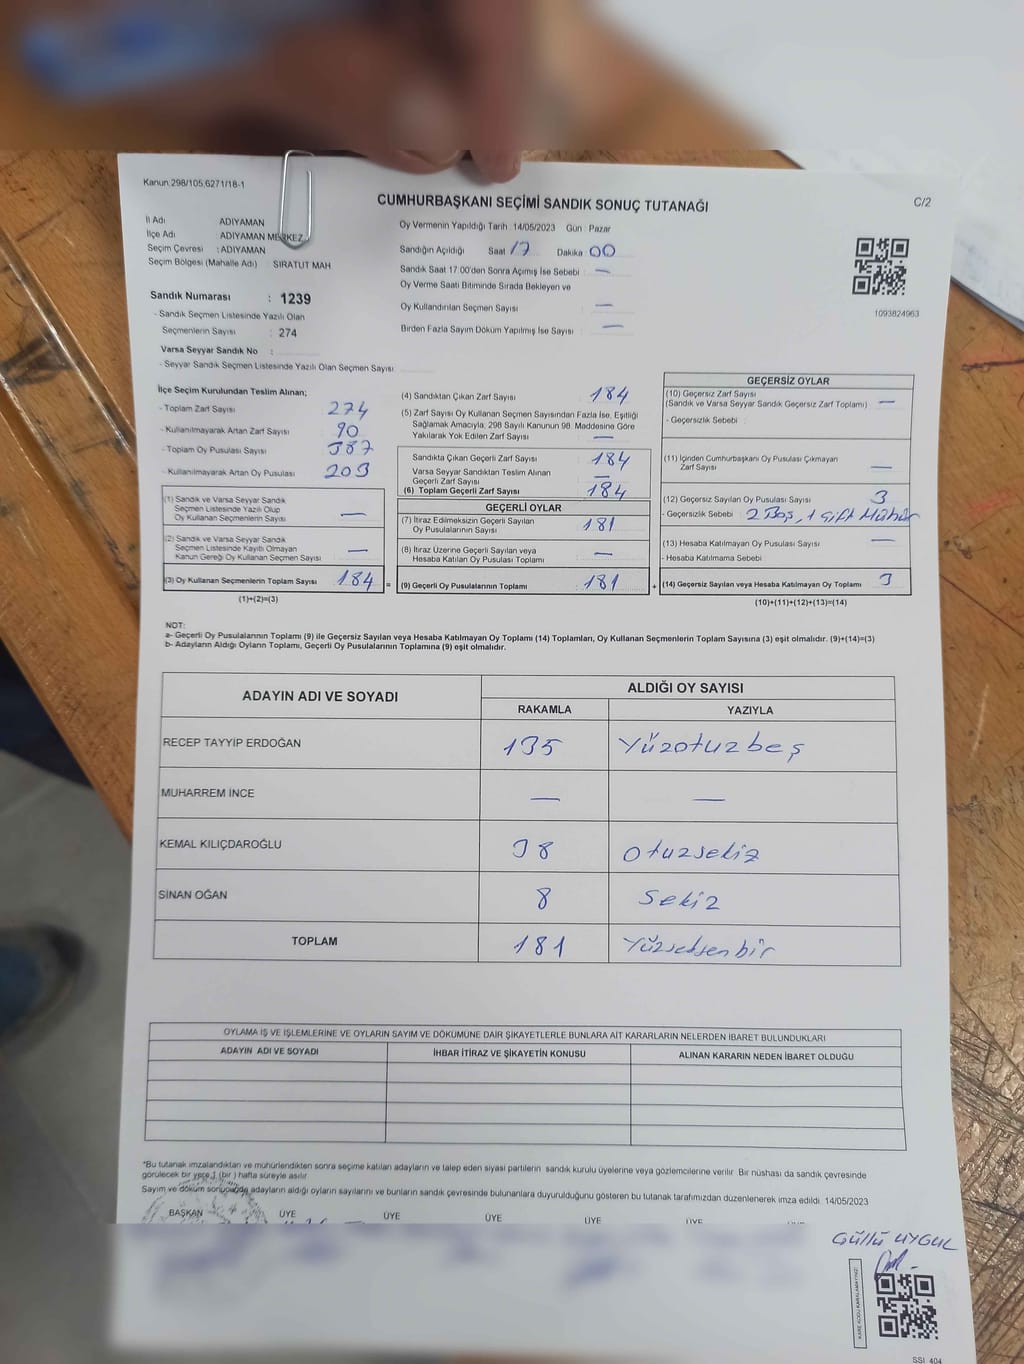 Kanun.298/105,6271/18-1
CUMHURBAŞKANI SEÇİMİ SANDIK SONUÇ TUTANAĞI
C/2
İl Adı ADIYAMAN
İlçe Adı : ADIYAMAN MERKEZ
Seçim Çevresi : ADIYAMAN
Seçim Bölgesi (Mahalle Adı) SIRATUT MAH
Oy Vermenin Yapıldığı Tarih 14/05/2023 Gün Pazar
Sandığın Açıldığı Saat 17 Dakika 00
Sandık Saat 17:00'den Sonra Açılmış İse Sebebi : —
Oy Verme Saati Bitiminde Sırada Bekleyen ve
Oy Kullandırılan Seçmen Sayısı : —
Birden Fazla Sayım Döküm Yapılmış İse Sayısı : —
1093824963
Sandık Numarası : 1239
- Sandık Seçmen Listesinde Yazılı Olan
Seçmenlerin Sayısı : 274
Varsa Seyyar Sandık No :
- Seyyar Sandık Seçmen Listesinde Yazılı Olan Seçmen Sayısı
İlçe Seçim Kurulundan Teslim Alınan;
- Toplam Zarf Sayısı 274
- Kullanılmayarak Artan Zarf Sayısı 90
- Toplam Oy Pusulası Sayısı 387
- Kullanılmayarak Artan Oy Pusulası 203
(1) Sandık ve Varsa Seyyar Sandık
Seçmen Listesinde Yazılı Olup
Oy Kullanan Seçmenlerin Sayısı —
(2) Sandık ve Varsa Seyyar Sandık
Seçmen Listesinde Kayıtlı Olmayan
Kanun Gereği Oy Kullanan Seçmen Sayısı —
(3) Oy Kullanan Seçmenlerin Toplam Sayısı 184 =
(1)+(2)=(3)
(4) Sandıktan Çıkan Zarf Sayısı 184
(5) Zarf Sayısı Oy Kullanan Seçmen Sayısından Fazla İse, Eşitliği
Sağlamak Amacıyla, 298 Sayılı Kanunun 98. Maddesine Göre
Yakılarak Yok Edilen Zarf Sayısı —
Sandıkta Çıkan Geçerli Zarf Sayısı 184
Varsa Seyyar Sandıktan Teslim Alınan
Geçerli Zarf Sayısı —
(6) Toplam Geçerli Zarf Sayısı 184
GEÇERLİ OYLAR
(7) İtiraz Edilmeksizin Geçerli Sayılan
Oy Pusulalarının Sayısı 181
(8) İtiraz Üzerine Geçerli Sayılan veya
Hesaba Katılan Oy Pusulası Toplamı —
(9) Geçerli Oy Pusulalarının Toplamı 181 +
GEÇERSİZ OYLAR
(10) Geçersiz Zarf Sayısı
(Sandık ve Varsa Seyyar Sandık Geçersiz Zarf Toplamı) —
- Geçersizlik Sebebi :
(11) İçinden Cumhurbaşkanı Oy Pusulası Çıkmayan
Zarf Sayısı —
(12) Geçersiz Sayılan Oy Pusulası Sayısı 3
- Geçersizlik Sebebi : 2 Boş, 1 Çift Mühür
(13) Hesaba Katılmayan Oy Pusulası Sayısı —
- Hesaba Katılmama Sebebi
(14) Geçersiz Sayılan veya Hesaba Katılmayan Oy Toplamı 3
(10)+(11)+(12)+(13)=(14)
NOT:
a- Geçerli Oy Pusulalarının Toplamı (9) ile Geçersiz Sayılan veya Hesaba Katılmayan Oy Toplamı (14) Toplamları, Oy Kullanan Seçmenlerin Toplam Sayısına (3) eşit olmalıdır. (9)+(14)=(3)
b- Adayların Aldığı Oyların Toplamı, Geçerli Oy Pusulalarının Toplamına (9) eşit olmalıdır.
ADAYIN ADI VE SOYADI
ALDIĞI OY SAYISI
RAKAMLA YAZIYLA
RECEP TAYYİP ERDOĞAN 135 Yüzotuzbeş
MUHARREM İNCE — —
KEMAL KILIÇDAROĞLU 38 Otuzsekiz
SİNAN OĞAN 8 Sekiz
TOPLAM 181 Yüzseksenbir
OYLAMA İŞ VE İŞLEMLERİNE VE OYLARIN SAYIM VE DÖKÜMÜNE DAİR ŞİKAYETLERLE BUNLARA AİT KARARLARIN NELERDEN İBARET BULUNDUKLARI
ADAYIN ADI VE SOYADI İHBAR İTİRAZ VE ŞİKAYETİN KONUSU ALINAN KARARIN NEDEN İBARET OLDUĞU
*Bu tutanak imzalandıktan ve mühürlendikten sonra seçime katılan adayların ve talep eden siyasi partilerin sandık kurulu üyelerine veya gözlemcilerine verilir. Bir nüshası da sandık çevresinde
görülecek bir yere 1 (bir) hafta süreyle asılır
Sayım ve döküm sonucunda adayların aldığı oyların sayılarını ve bunların sandık çevresinde bulunanlara duyurulduğunu gösteren bu tutanak tarafımızdan düzenlenerek imza edildi. 14/05/2023
BAŞKAN ÜYE ÜYE ÜYE ÜYE ÜYE
Güllü UYGUL
KARE KODU KARALAMAYINIZ!
SSI 404